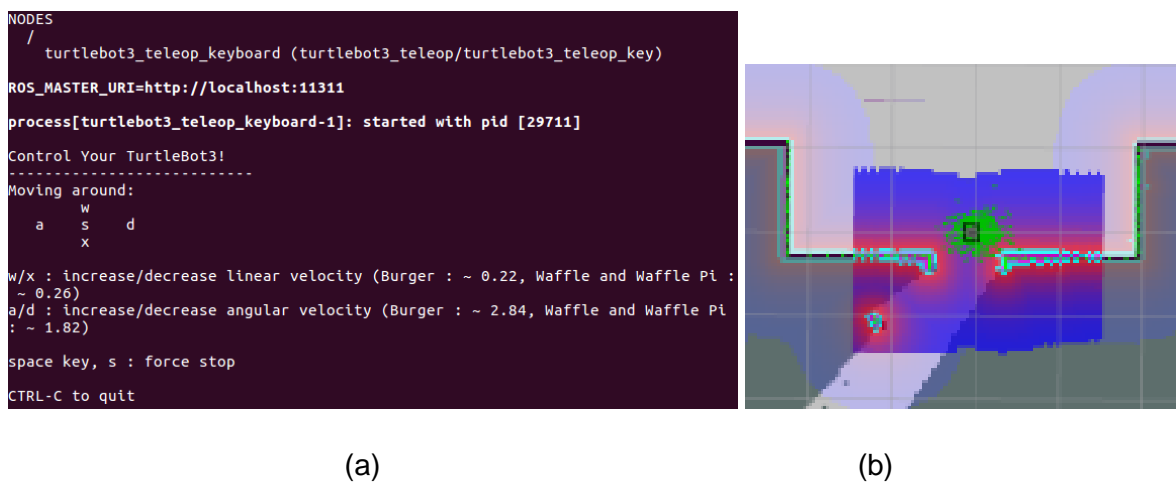 NODES
/
turtlebot3_teleop_keyboard (turtlebot3_teleop/turtlebot3_teleop_key)
ROS_MASTER_URI=http://localhost:11311
process[turtlebot3_teleop_keyboard-1]: started with pid [29711]
Control Your TurtleBot3!
---------------------------
Moving around:
w
a s d
x
w/x : increase/decrease linear velocity (Burger : ~ 0.22, Waffle and Waffle Pi :
~ 0.26)
a/d : increase/decrease angular velocity (Burger : ~ 2.84, Waffle and Waffle Pi
: ~ 1.82)
space key, s : force stop
CTRL-C to quit
(a) (b)